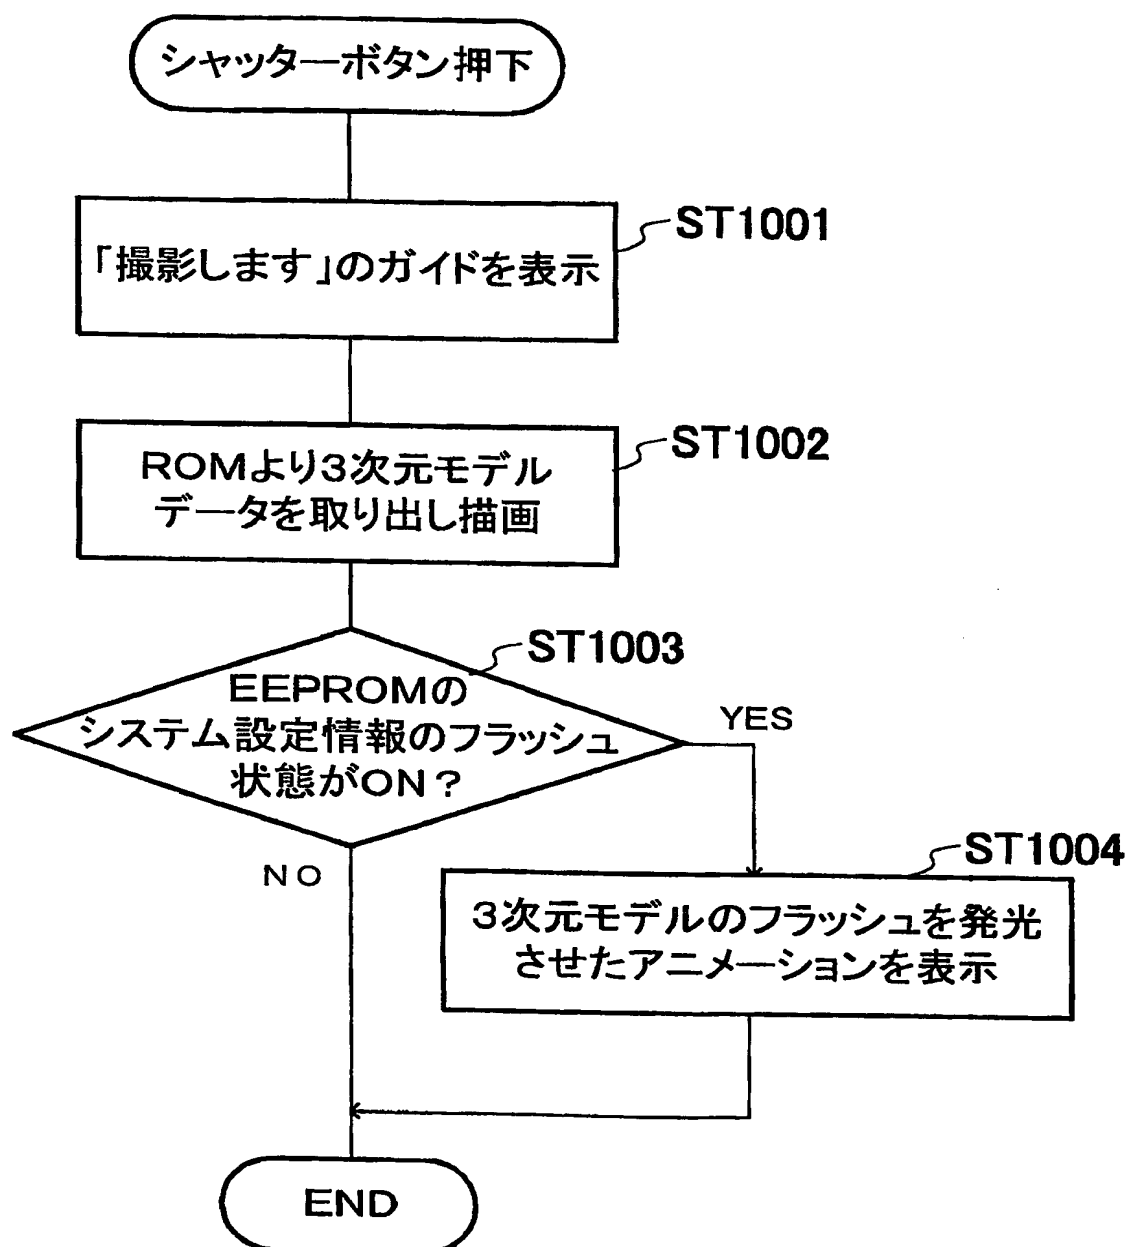 シャッターボタン押下
ST1001
「撮影します」のガイドを表示
ST1002
ROMより3次元モデル
データを取り出し描画
ST1003
EEPROMの
システム設定情報のフラッシュ
状態がON?
YES
NO
ST1004
3次元モデルのフラッシュを発光
させたアニメーションを表示
END